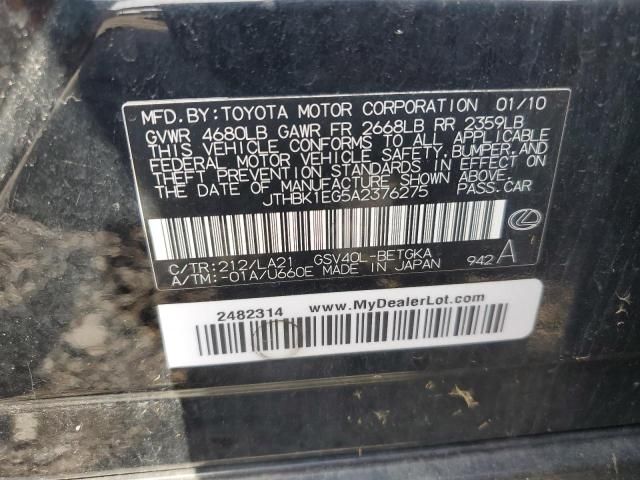 MFD. BY: TOYOTA MOTOR CORPORATION 01/10
GVWR 4680LB GAWR FR 2668LB RR 2359LB
THIS VEHICLE CONFORMS TO ALL APPLICABLE
FEDERAL MOTOR VEHICLE SAFETY, BUMPER, AND
THEFT PREVENTION STANDARDS IN EFFECT ON
THE DATE OF MANUFACTURE SHOWN ABOVE.
JTHBK1EG5A2376275 PASS. CAR
C/TR: 212/LA21 GSV40L-BETGKA
A/TM: -01A/U660E MADE IN JAPAN 942 A
2482314 www.MyDealerLot.com